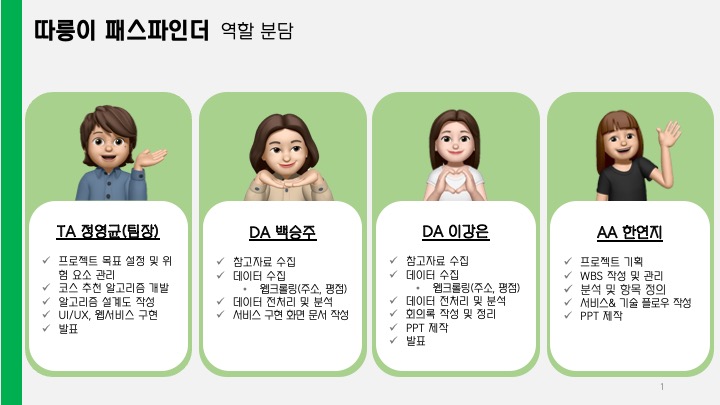 따릉이 패스파인더 역할 분담
TA 정영균(팀장)
✓ 프로젝트 목표 설정 및 위
험 요소 관리
✓ 코스 추천 알고리즘 개발
✓ 알고리즘 설계도 작성
✓ UI/UX, 웹서비스 구현
✓ 발표
DA 백승주
✓ 참고자료 수집
✓ 데이터 수집
• 웹크롤링(주소, 평점)
✓ 데이터 전처리 및 분석
✓ 서비스 구현 화면 문서 작성
DA 이강은
✓ 참고자료 수집
✓ 데이터 수집
• 웹크롤링(주소, 평점)
✓ 데이터 전처리 및 분석
✓ 회의록 작성 및 정리
✓ PPT 제작
✓ 발표
AA 한연지
✓ 프로젝트 기획
✓ WBS 작성 및 관리
✓ 분석 및 항목 정의
✓ 서비스& 기술 플로우 작성
✓ PPT 제작
1